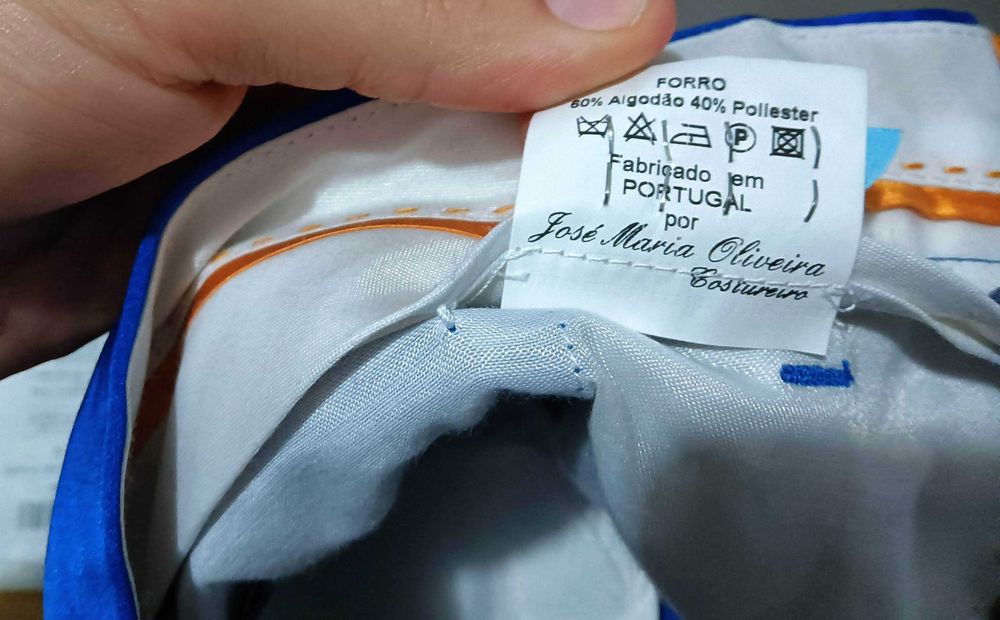 FORRO
60% Algodão 40% Poliester
P
Fabricado em
PORTUGAL
por
José Maria Oliveira
Costureiro